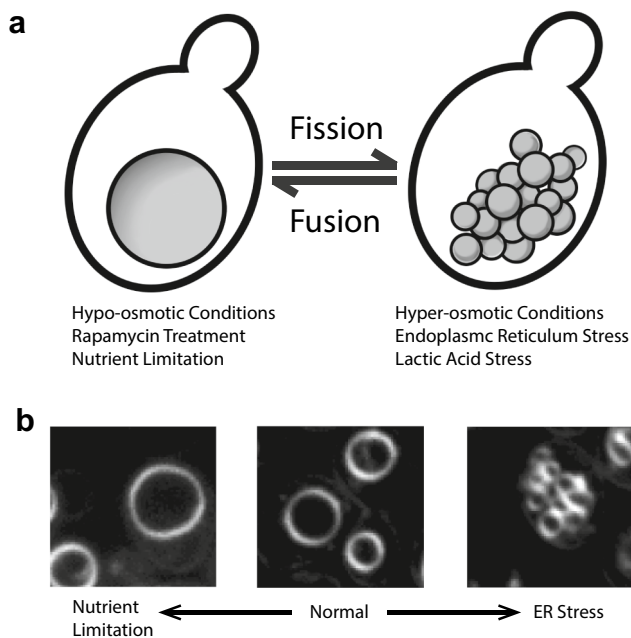 a
Fission
Fusion
Hypo-osmotic Conditions
Rapamycin Treatment
Nutrient Limitation
Hyper-osmotic Conditions
Endoplasmc Reticulum Stress
Lactic Acid Stress
b
Nutrient
Limitation
Normal
ER Stress